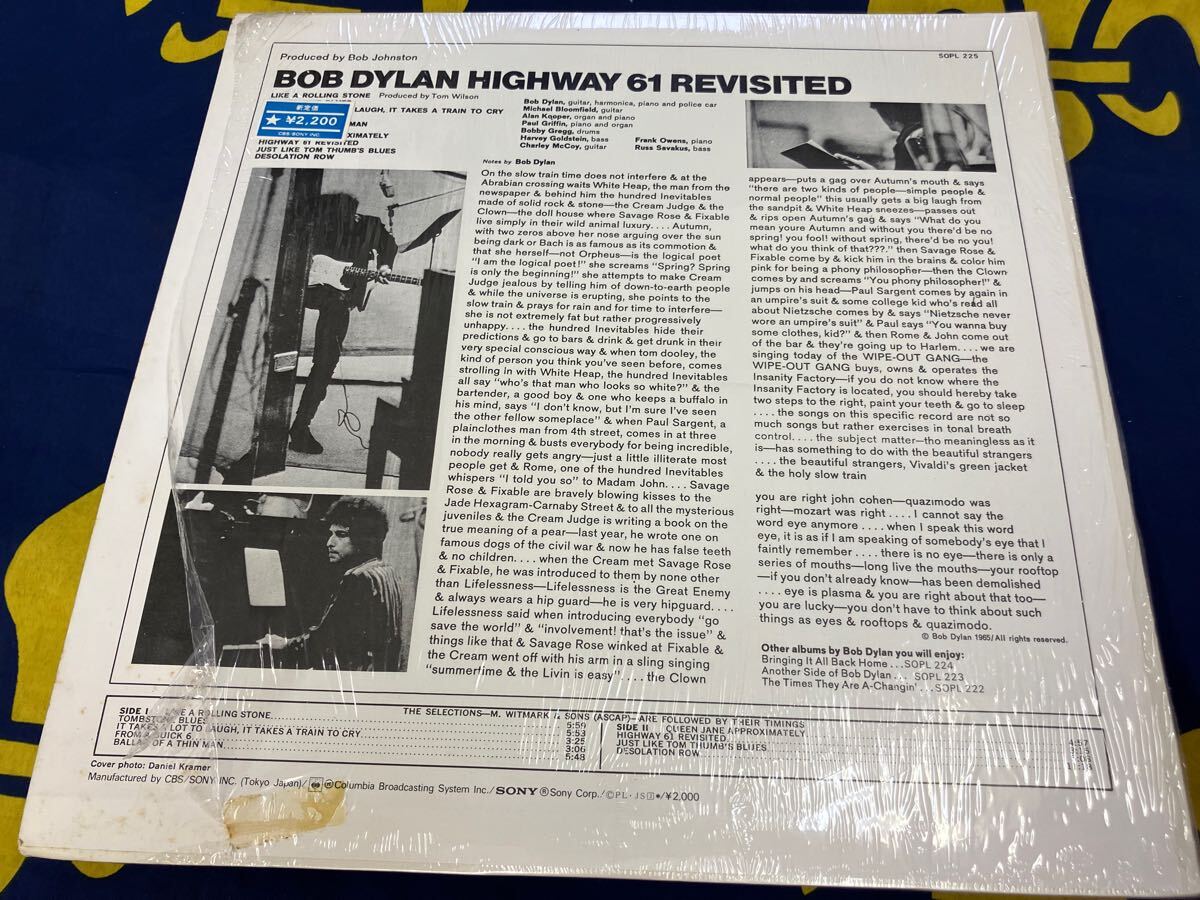 Produced by Bob Johnston
SOPL 225
BOB DYLAN HIGHWAY 61 REVISITED
LIKE A ROLLING STONE Produced by Tom Wilson
新定価
★ ¥2,200
CBS・SONY INC.
LAUGH, IT TAKES A TRAIN TO CRY
MAN
XIMATELY
HIGHWAY 61 REVISITED
JUST LIKE TOM THUMB'S BLUES
DESOLATION ROW
Bob Dylan, guitar, harmonica, piano and police car
Michael Bloomfield, guitar
Alan Kooper, organ and piano
Paul Griffin, piano and organ
Bobby Gregg, drums
Harvey Goldstein, bass
Charley McCoy, guitar
Frank Owens, piano
Russ Savakus, bass
Notes by Bob Dylan
On the slow train time does not interfere & at the
Abrabian crossing waits White Heap, the man from the
newspaper & behind him the hundred Inevitables
made of solid rock & stone—the Cream Judge & the
Clown—the doll house where Savage Rose & Fixable
live simply in their wild animal luxury. . . . Autumn,
with two zeros above her nose arguing over the sun
being dark or Bach is as famous as its commotion &
that she herself—not Orpheus—is the logical poet
"I am the logical poet!" she screams "Spring? Spring
is only the beginning!" she attempts to make Cream
Judge jealous by telling him of down-to-earth people
& while the universe is erupting, she points to the
slow train & prays for rain and for time to interfere—
she is not extremely fat but rather progressively
unhappy. . . . the hundred Inevitables hide their
predictions & go to bars & drink & get drunk in their
very special conscious way & when tom dooley, the
kind of person you think you've seen before, comes
strolling in with White Heap, the hundred Inevitables
all say "who's that man who looks so white?" & the
bartender, a good boy & one who keeps a buffalo in
his mind, says "I don't know, but I'm sure I've seen
the other fellow someplace" & when Paul Sargent, a
plainclothes man from 4th street, comes in at three
in the morning & busts everybody for being incredible,
nobody really gets angry—just a little illiterate most
people get & Rome, one of the hundred Inevitables
whispers "I told you so" to Madam John. . . . Savage
Rose & Fixable are bravely blowing kisses to the
Jade Hexagram-Carnaby Street & to all the mysterious
juveniles & the Cream Judge is writing a book on the
true meaning of a pear—last year, he wrote one on
famous dogs of the civil war & now he has false teeth
& no children. . . . when the Cream met Savage Rose
& Fixable, he was introduced to them by none other
than Lifelessness—Lifelessness is the Great Enemy
& always wears a hip guard—he is very hipguard. . . .
Lifelessness said when introducing everybody "go
save the world" & "involvement! that's the issue" &
things like that & Savage Rose winked at Fixable &
the Cream went off with his arm in a sling singing
"summertime & the Livin is easy". . . . the Clown
appears—puts a gag over Autumn's mouth & says
"there are two kinds of people—simple people &
normal people" this usually gets a big laugh from
the sandpit & White Heap sneezes—passes out
& rips open Autumn's gag & says "What do you
mean youre Autumn and without you there'd be no
spring! you fool! without spring, there'd be no you!
what do you think of that???." then Savage Rose &
Fixable come by & kick him in the brains & color him
pink for being a phony philosopher—then the Clown
comes by and screams "You phony philosopher!" &
jumps on his head—Paul Sargent comes by again in
an umpire's suit & some college kid who's read all
about Nietzsche comes by & says "Nietzsche never
wore an umpire's suit" & Paul says "You wanna buy
some clothes, kid?" & then Rome & John come out
of the bar & they're going up to Harlem. . . . we are
singing today of the WIPE-OUT GANG—the
WIPE-OUT GANG buys, owns & operates the
Insanity Factory—if you do not know where the
Insanity Factory is located, you should hereby take
two steps to the right, paint your teeth & go to sleep
. . . . the songs on this specific record are not so
much songs but rather exercises in tonal breath
control. . . . the subject matter—tho meaningless as it
is—has something to do with the beautiful strangers
. . . . the beautiful strangers, Vivaldi's green jacket
& the holy slow train
you are right john cohen—quazimodo was
right—mozart was right . . . . I cannot say the
word eye anymore . . . . when I speak this word
eye, it is as if I am speaking of somebody's eye that I
faintly remember . . . . there is no eye—there is only a
series of mouths—long live the mouths—your rooftop
—if you don't already know—has been demolished
. . . . eye is plasma & you are right about that too—
you are lucky—you don't have to think about such
things as eyes & rooftops & quazimodo.
© Bob Dylan 1965/All rights reserved.
Other albums by Bob Dylan you will enjoy:
Bringing It All Back Home . . . SOPL 224
Another Side of Bob Dylan . . . SOPL 223
The Times They Are A-Changin' . . . SOPL 222
THE SELECTIONS—M. WITMARK & SONS (ASCAP)—ARE FOLLOWED BY THEIR TIMINGS
SIDE I LIKE A ROLLING STONE 5:59
TOMBSTONE BLUES 5:53
IT TAKES A LOT TO LAUGH, IT TAKES A TRAIN TO CRY 3:25
FROM A BUICK 6 3:06
BALLAD OF A THIN MAN 5:48
SIDE II QUEEN JANE APPROXIMATELY 4:57
HIGHWAY 61 REVISITED 3:15
JUST LIKE TOM THUMB'S BLUES
DESOLATION ROW
Cover photo: Daniel Kramer
Manufactured by CBS/SONY INC. (Tokyo Japan)/ ®Columbia Broadcasting System Inc./SONY ®Sony Corp./ⒸPL・JS /¥2,000